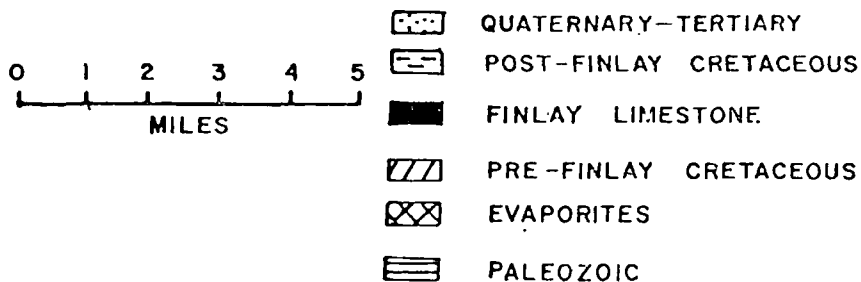 0 1 2 3 4 5
MILES
QUATERNARY-TERTIARY
POST-FINLAY CRETACEOUS
FINLAY LIMESTONE
PRE-FINLAY CRETACEOUS
EVAPORITES
PALEOZOIC